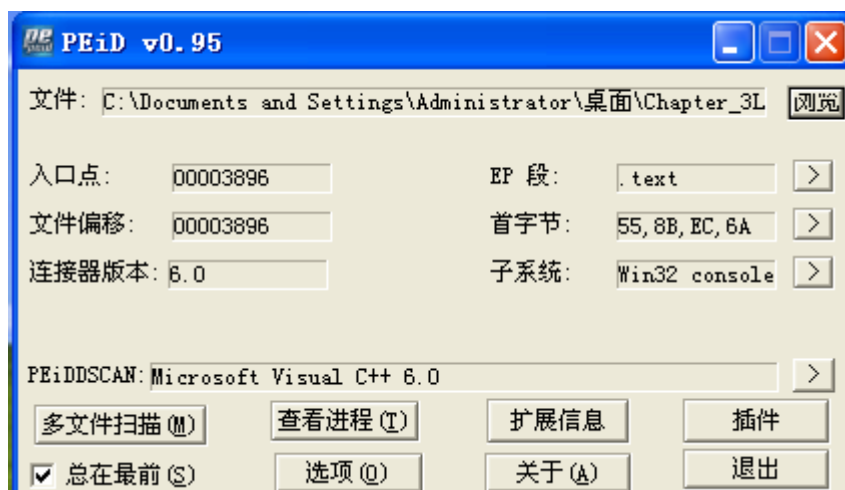 PEiD v0.95
文件: C:\Documents and Settings\Administrator\桌面\Chapter_3L 浏览
入口点: 00003896 EP 段: .text >
文件偏移: 00003896 首字节: 55,8B,EC,6A >
连接器版本: 6.0 子系统: Win32 console >
PEiDDSCAN: Microsoft Visual C++ 6.0 >
多文件扫描(M) 查看进程(T) 扩展信息 插件
总在最前(S) 选项(O) 关于(A) 退出